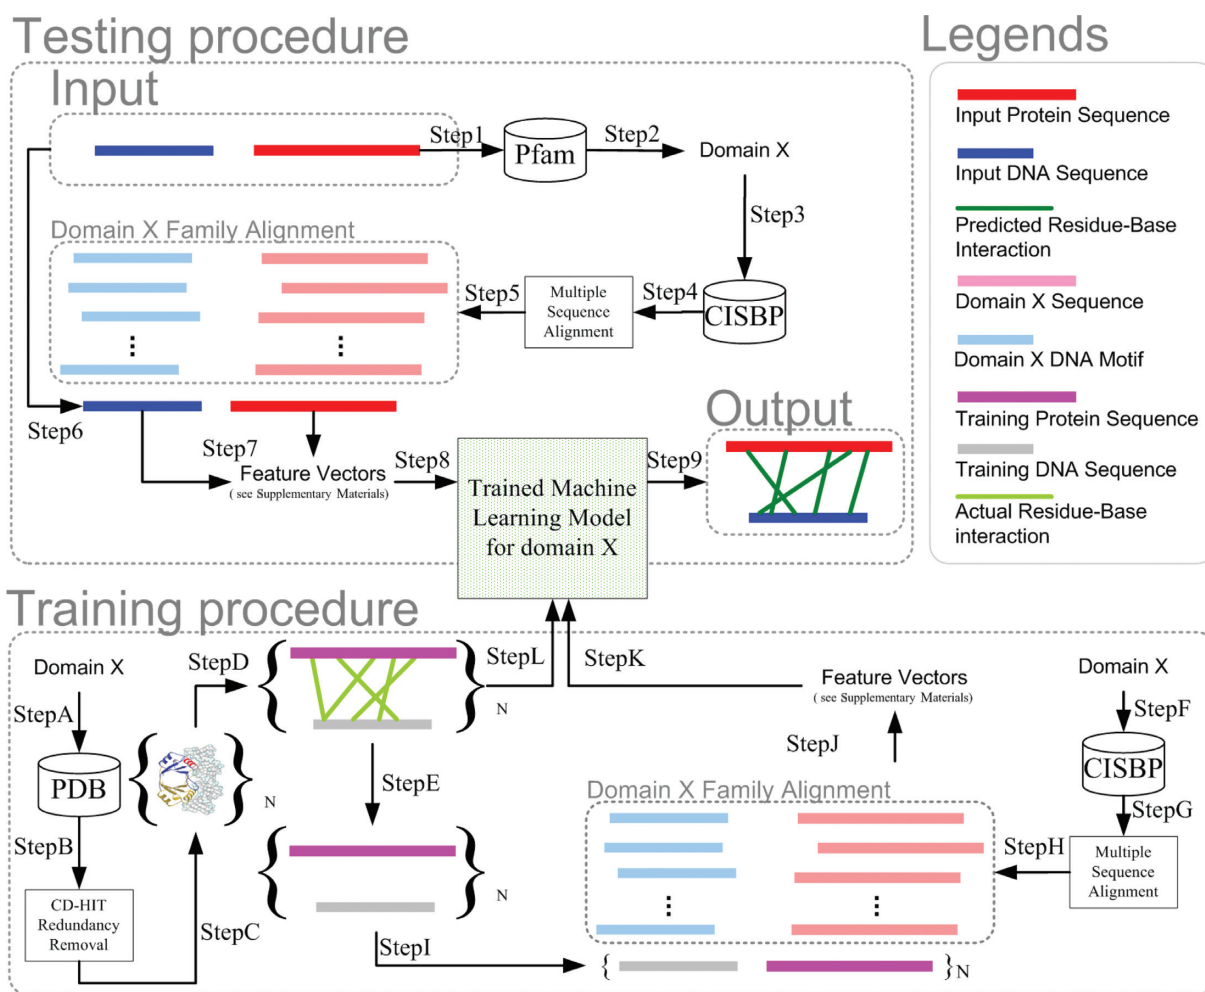 Testing procedure
Input
Step1
Pfam
Step2
Domain X
Step3
Domain X Family Alignment
Step5
Multiple
Sequence
Alignment
Step4
CISBP
Step6
Step7
Feature Vectors
( see Supplementary Materials)
Step8
Trained Machine
Learning Model
for domain X
Step9
Output
Legends
Input Protein Sequence
Input DNA Sequence
Predicted Residue-Base
Interaction
Domain X Sequence
Domain X DNA Motif
Training Protein Sequence
Training DNA Sequence
Actual Residue-Base
interaction
Training procedure
Domain X
StepA
PDB
StepB
CD-HIT
Redundancy
Removal
StepC
N
StepD
N
StepL
StepK
StepE
N
StepI
Feature Vectors
( see Supplementary Materials)
StepJ
Domain X
StepF
CISBP
StepG
Multiple
Sequence
Alignment
StepH
Domain X Family Alignment
N